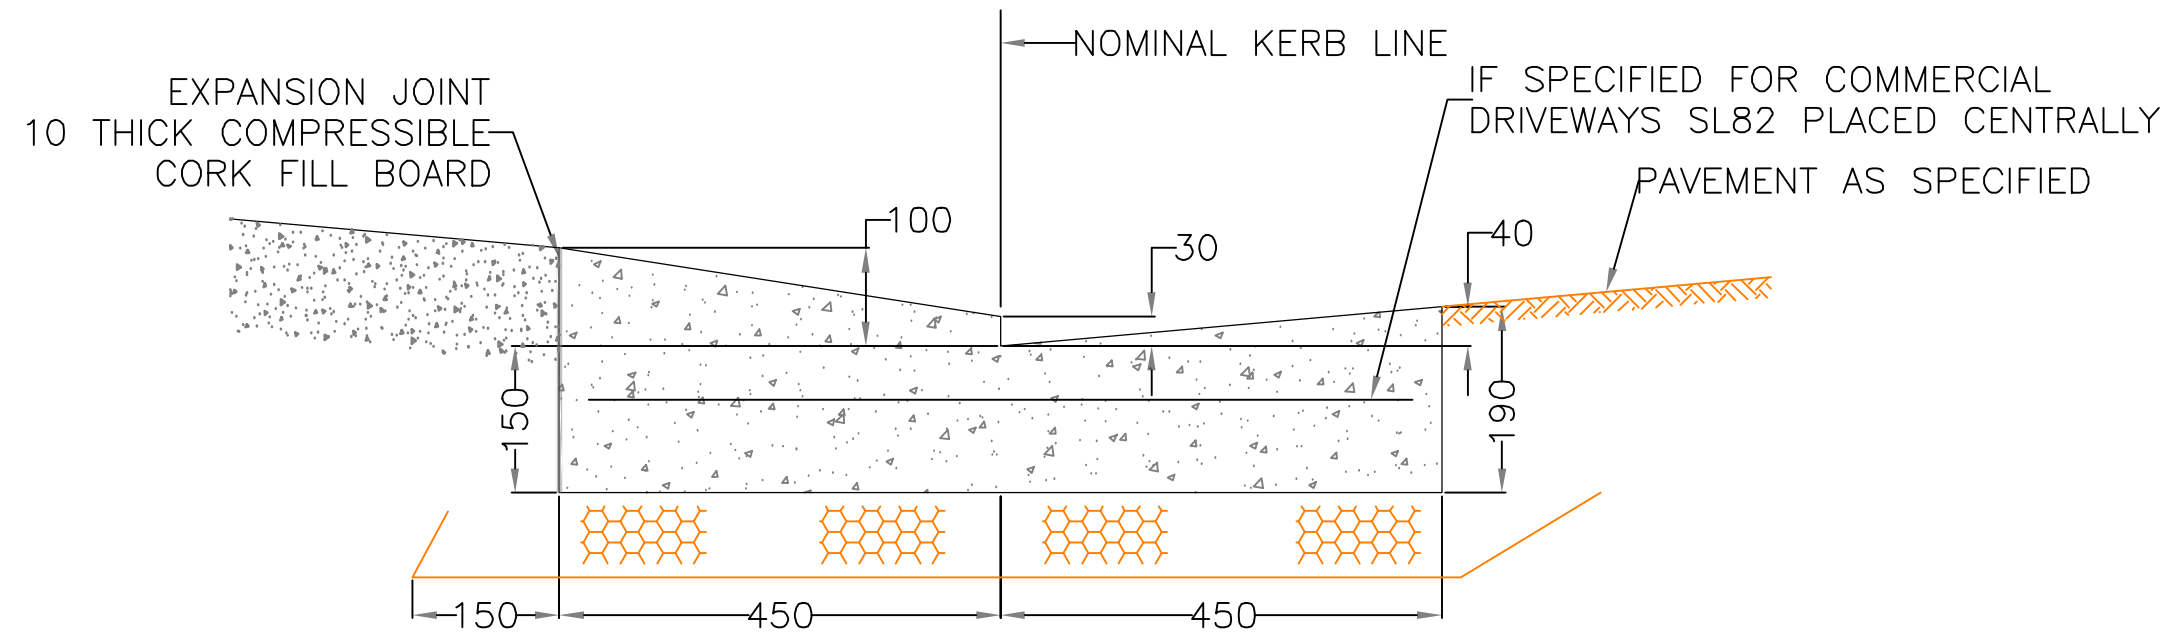 NOMINAL KERB LINE
EXPANSION JOINT
10 THICK COMPRESSIBLE
CORK FILL BOARD
IF SPECIFIED FOR COMMERCIAL
DRIVEWAYS SL82 PLACED CENTRALLY
PAVEMENT AS SPECIFIED
100
30
40
150
190
150
450
450